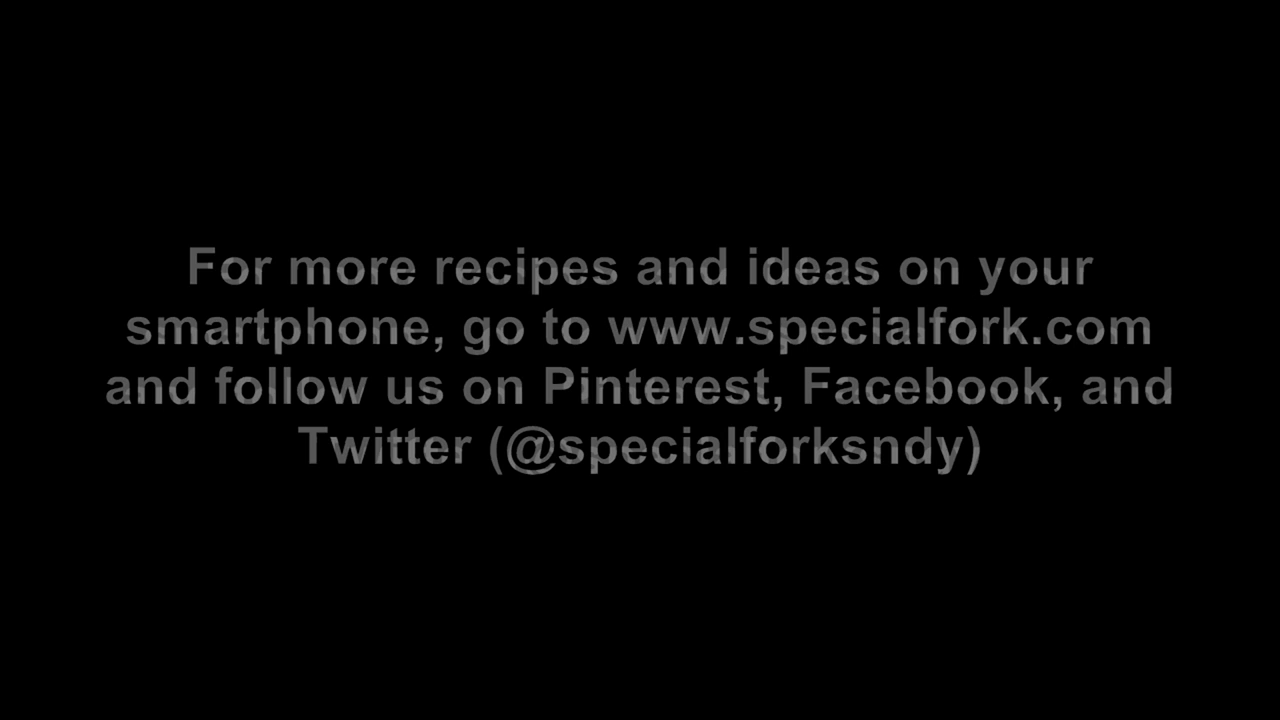 For more recipes and ideas on your
smartphone, go to www.specialfork.com
and follow us on Pinterest, Facebook, and
Twitter (@specialforksndy)